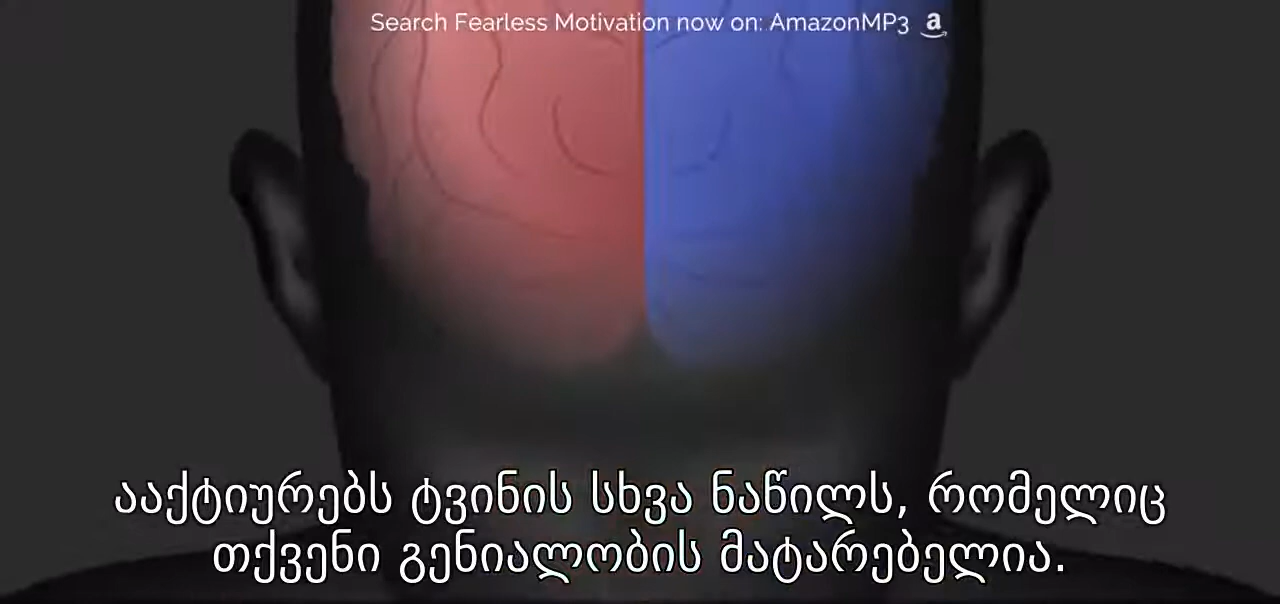 Search Fearless Motivation now on: AmazonMP3 a
ააქტიურებს ტვინის სხვა ნაწილს, რომელიც
თქვენი გენიალობის მატარებელია.